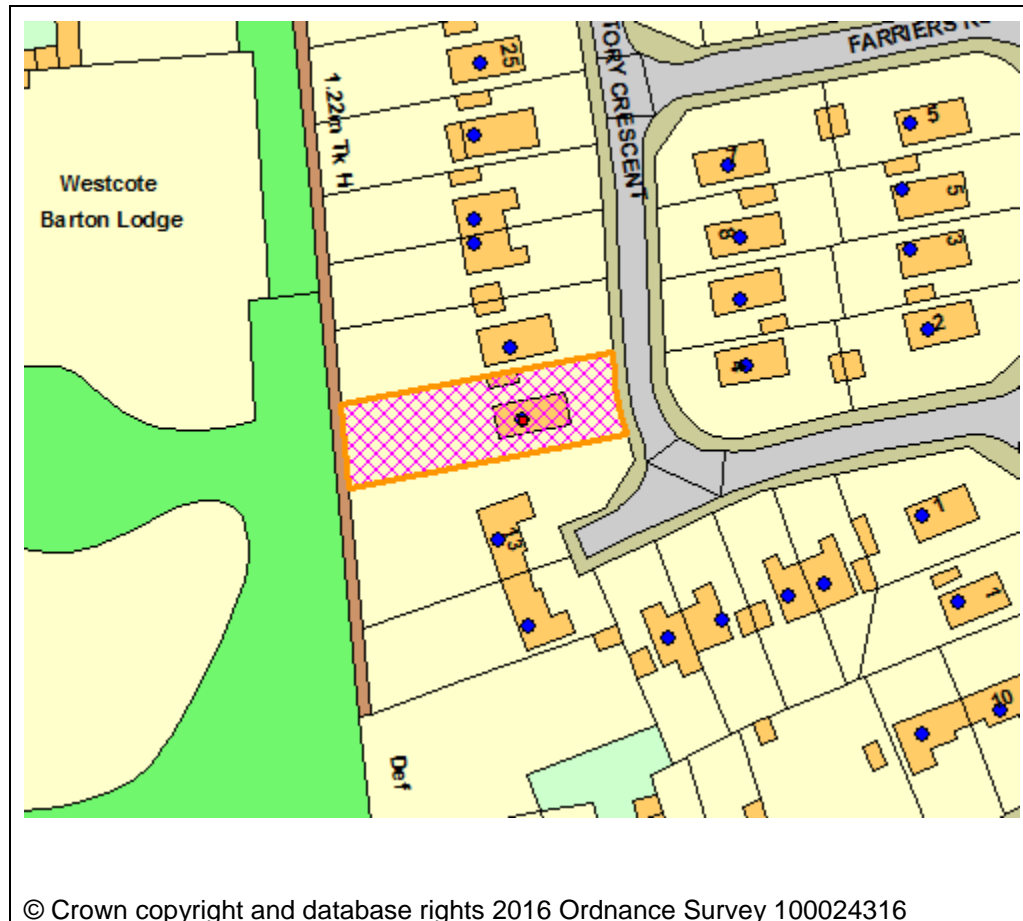 FARRIERS R
TORY CRESCENT
25
1.22m Tk H
Westcote
Barton Lodge
7
5
5
8
3
2
13
1
1
10
Def
© Crown copyright and database rights 2016 Ordnance Survey 100024316